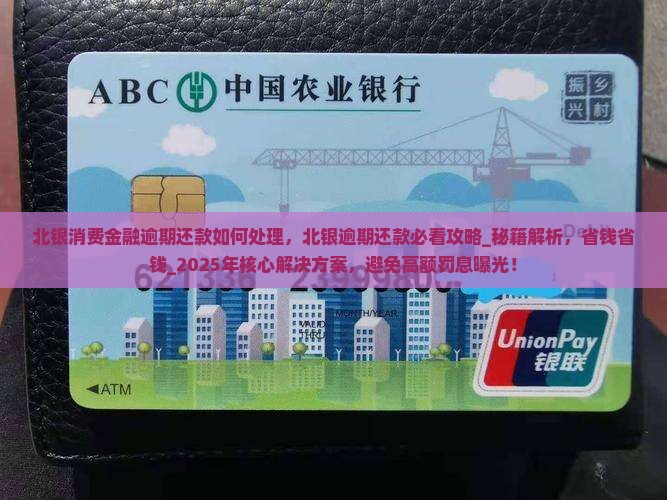 ABC 中国农业银行
振 乡
兴 村
Debit
北银消费金融逾期还款如何处理，北银逾期还款必看攻略_秘籍解析，省钱省
钱_2025年核心解决方案，避免高额罚息曝光！
MONTH/YEAR
VALID
THRU
UnionPay
银联
◀ATM